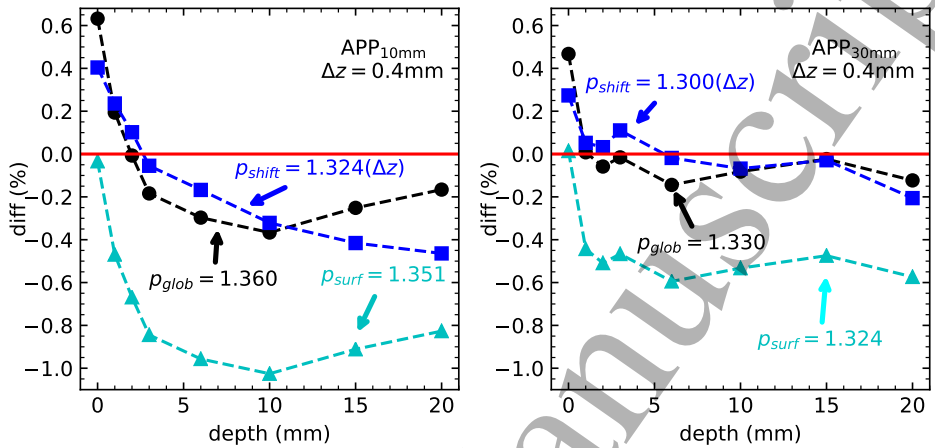 0.6
0.4
0.2
0.0
−0.2
−0.4
−0.6
−0.8
−1.0
diff (%)
APP10mm
Δz = 0.4mm
pshift = 1.324(Δz)
pglob = 1.360
psurf = 1.351
0 5 10 15 20
depth (mm)
0.6
0.4
0.2
0.0
−0.2
−0.4
−0.6
−0.8
−1.0
diff (%)
APP30mm
Δz = 0.4mm
pshift = 1.300(Δz)
pglob = 1.330
psurf = 1.324
0 5 10 15 20
depth (mm)
anuscrip